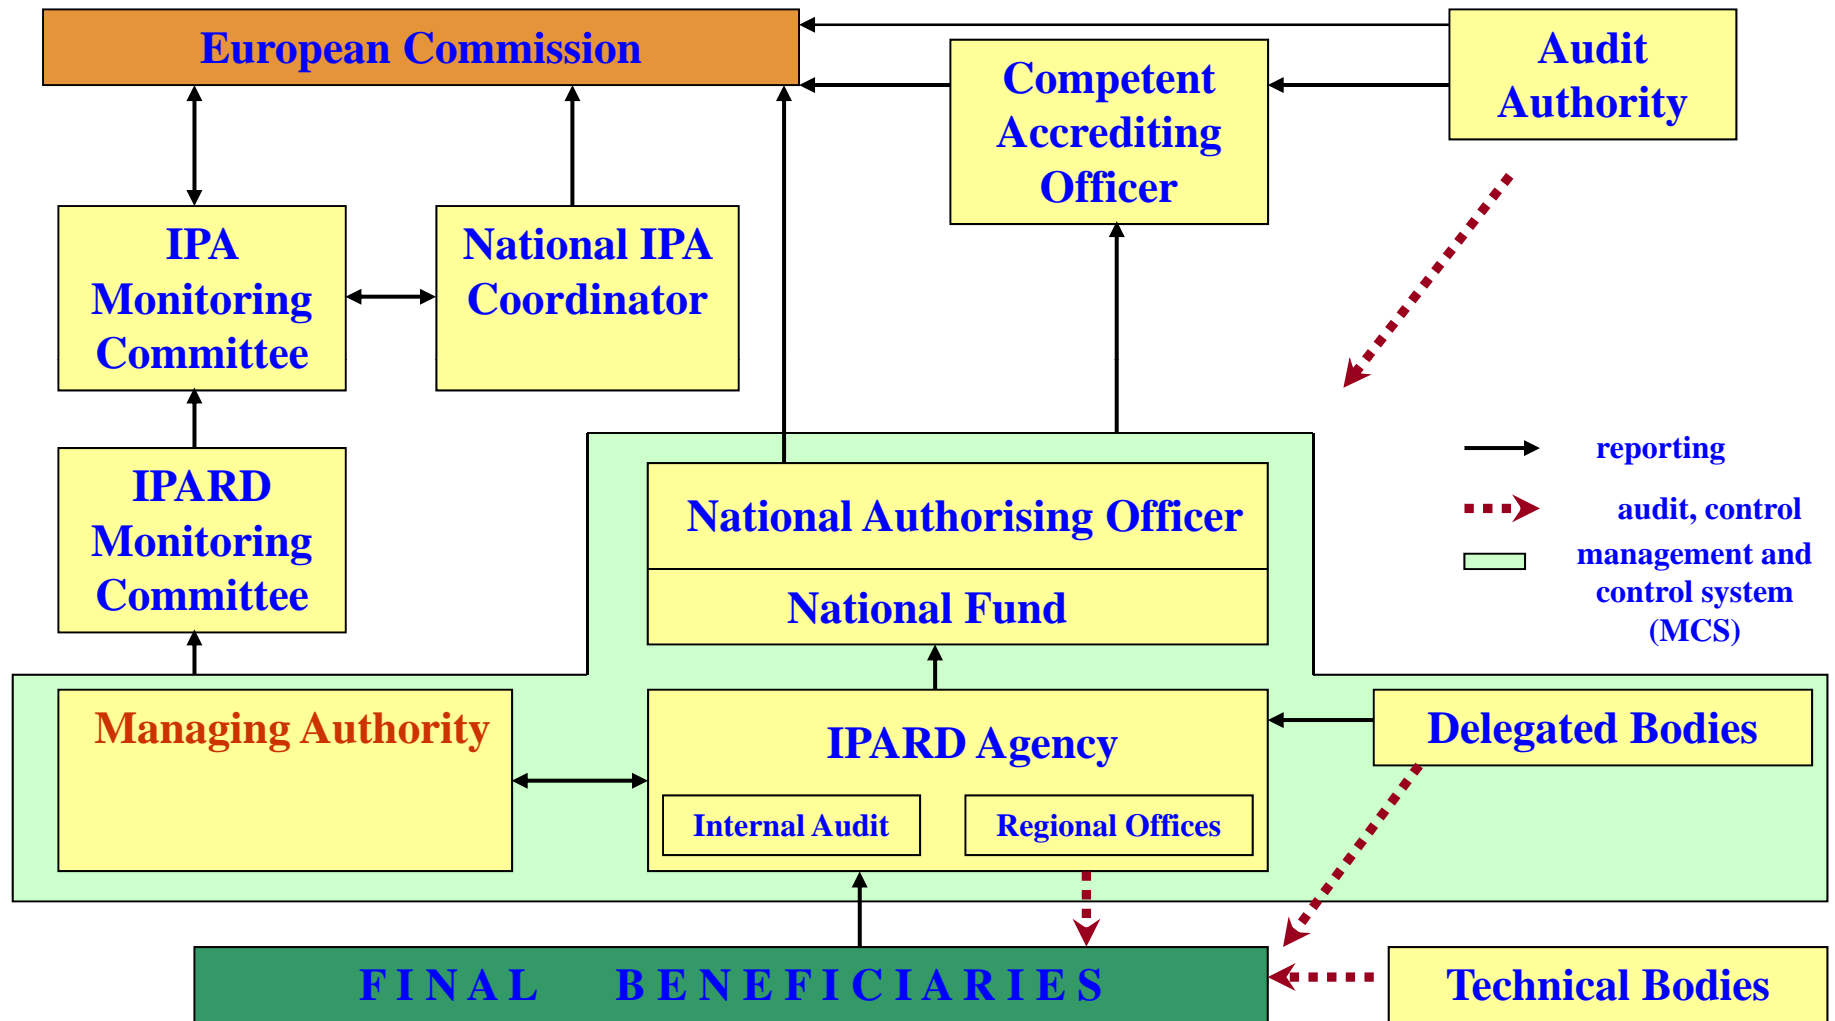 European Commission
Audit
Authority
Competent
Accrediting
Officer
IPA
Monitoring
Committee
National IPA
Coordinator
IPARD
Monitoring
Committee
National Authorising Officer
National Fund
reporting
audit, control
management and
control system
(MCS)
Managing Authority
IPARD Agency
Internal Audit
Regional Offices
Delegated Bodies
FINAL BENEFICIARIES
Technical Bodies